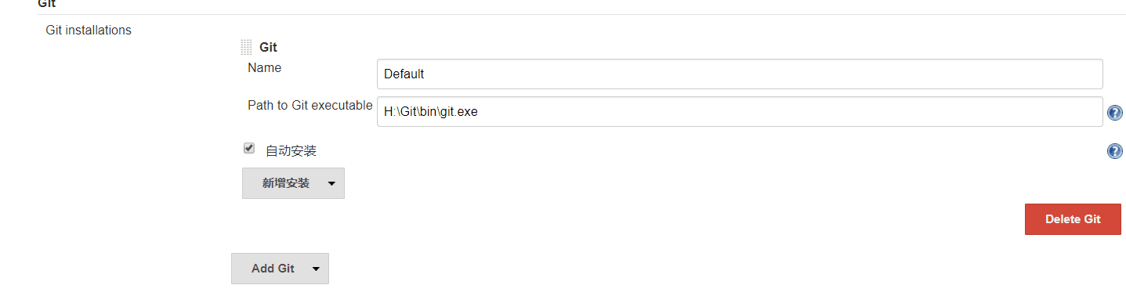 Git
Git installations
Git
Name
Default
Path to Git executable
H:\Git\bin\git.exe
自动安装
新增安装
Delete Git
Add Git